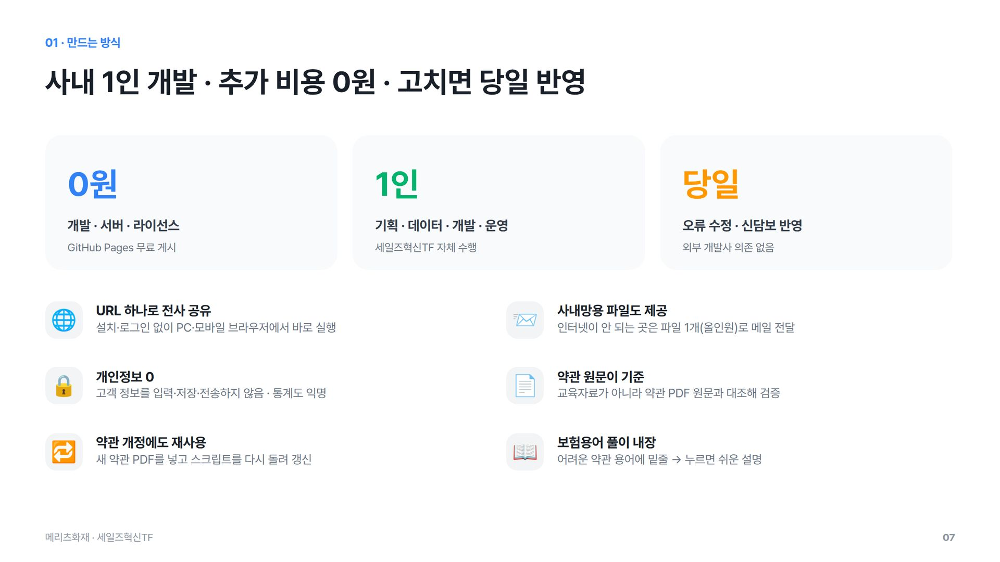 01 · 만드는 방식
사내 1인 개발 · 추가 비용 0원 · 고치면 당일 반영
0원
개발 · 서버 · 라이선스
GitHub Pages 무료 게시
1인
기획 · 데이터 · 개발 · 운영
세일즈혁신TF 자체 수행
당일
오류 수정 · 신담보 반영
외부 개발사 의존 없음
URL 하나로 전사 공유
설치·로그인 없이 PC·모바일 브라우저에서 바로 실행
사내망용 파일도 제공
인터넷이 안 되는 곳은 파일 1개(올인원)로 메일 전달
개인정보 0
고객 정보를 입력·저장·전송하지 않음 · 통계도 익명
약관 원문이 기준
교육자료가 아니라 약관 PDF 원문과 대조해 검증
약관 개정에도 재사용
새 약관 PDF를 넣고 스크립트를 다시 돌려 갱신
보험용어 풀이 내장
어려운 약관 용어에 밑줄 → 누르면 쉬운 설명
메리츠화재 · 세일즈혁신TF
07